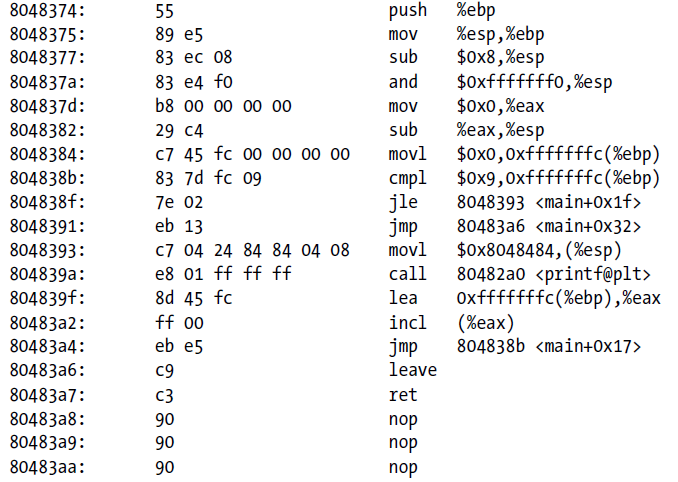 8048374: 55 push %ebp
8048375: 89 e5 mov %esp,%ebp
8048377: 83 ec 08 sub $0x8,%esp
804837a: 83 e4 f0 and $0xfffffff0,%esp
804837d: b8 00 00 00 00 mov $0x0,%eax
8048382: 29 c4 sub %eax,%esp
8048384: c7 45 fc 00 00 00 00 movl $0x0,0xfffffffc(%ebp)
804838b: 83 7d fc 09 cmpl $0x9,0xfffffffc(%ebp)
804838f: 7e 02 jle 8048393 <main+0x1f>
8048391: eb 13 jmp 80483a6 <main+0x32>
8048393: c7 04 24 84 84 04 08 movl $0x8048484,(%esp)
804839a: e8 01 ff ff ff call 80482a0 <printf@plt>
804839f: 8d 45 fc lea 0xfffffffc(%ebp),%eax
80483a2: ff 00 incl (%eax)
80483a4: eb e5 jmp 804838b <main+0x17>
80483a6: c9 leave
80483a7: c3 ret
80483a8: 90 nop
80483a9: 90 nop
80483aa: 90 nop